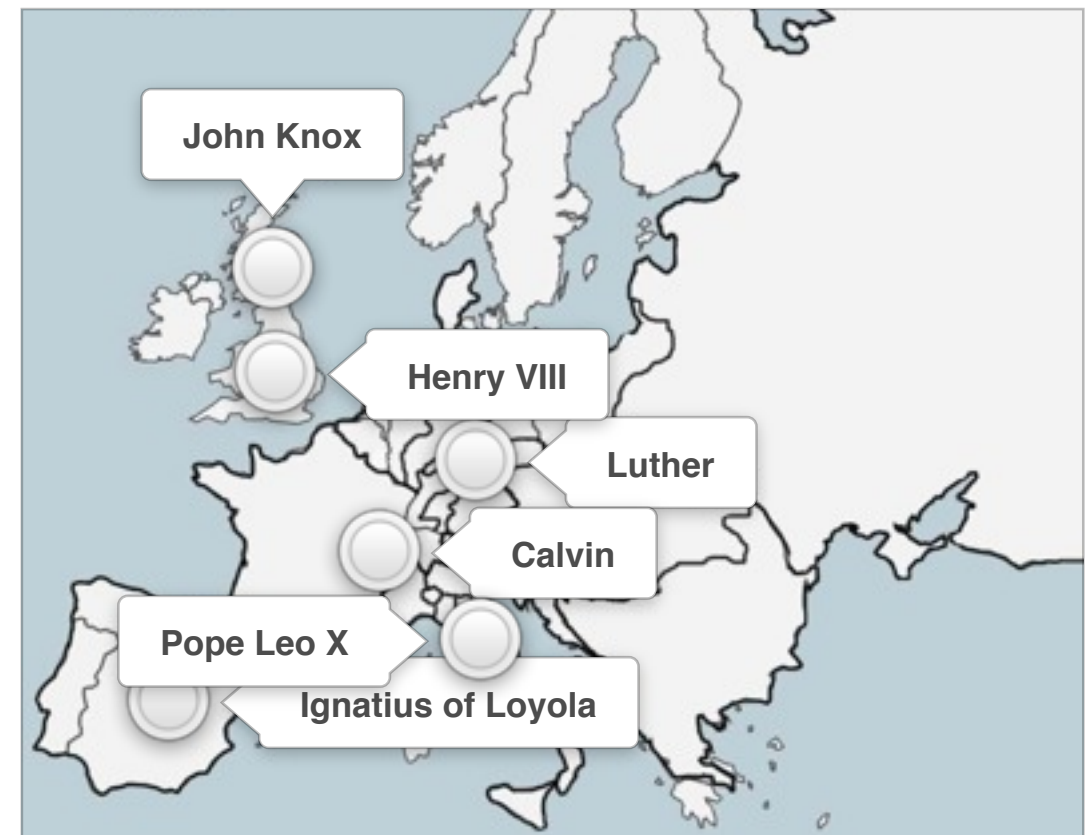 John Knox
Henry VIII
Luther
Calvin
Pope Leo X
Ignatius of Loyola